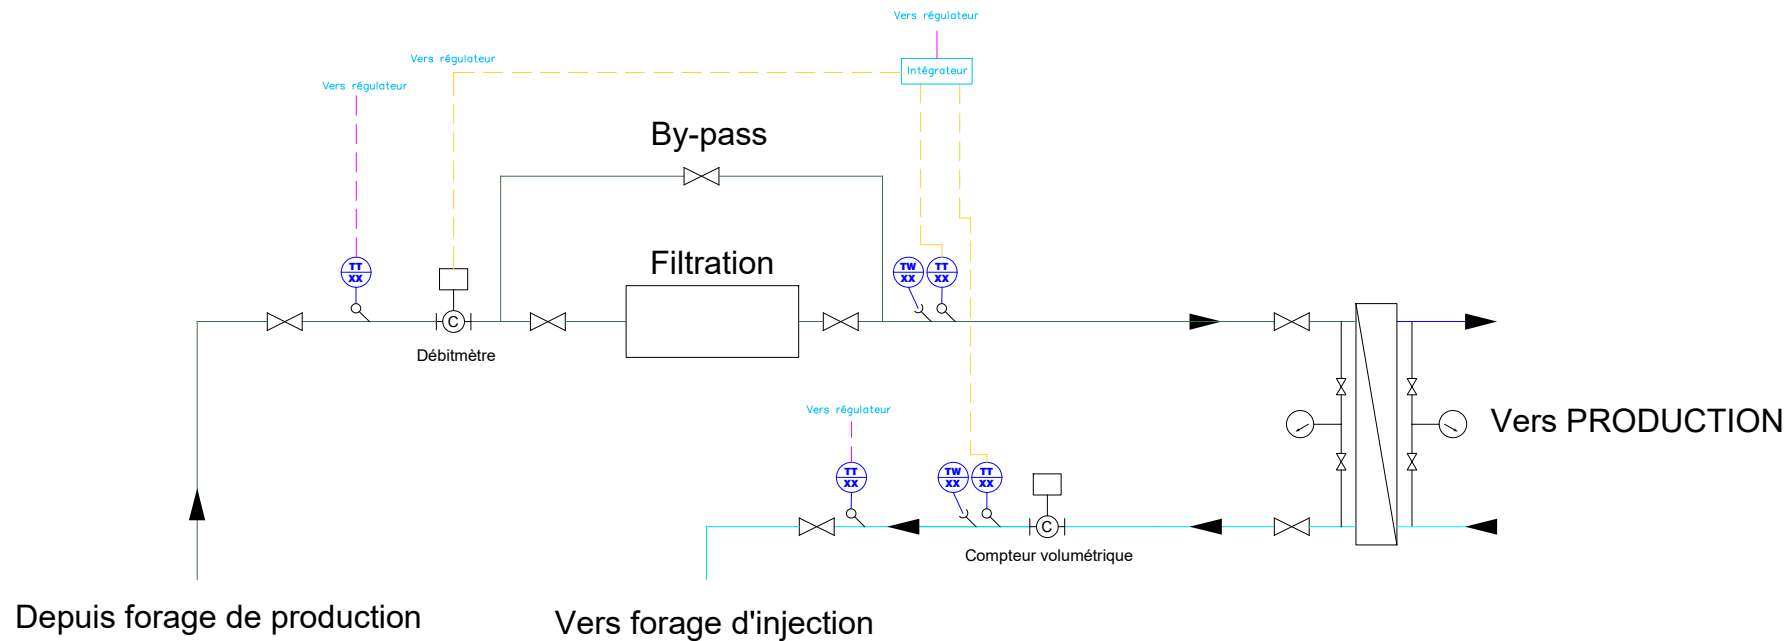 Vers régulateur
Vers régulateur
Intégrateur
Vers régulateur
By-pass
Filtration
TT
XX
TW
XX
TT
XX
C
Débitmètre
Vers régulateur
Vers PRODUCTION
TT
XX
TW
XX
TT
XX
C
Compteur volumétrique
Depuis forage de production
Vers forage d'injection